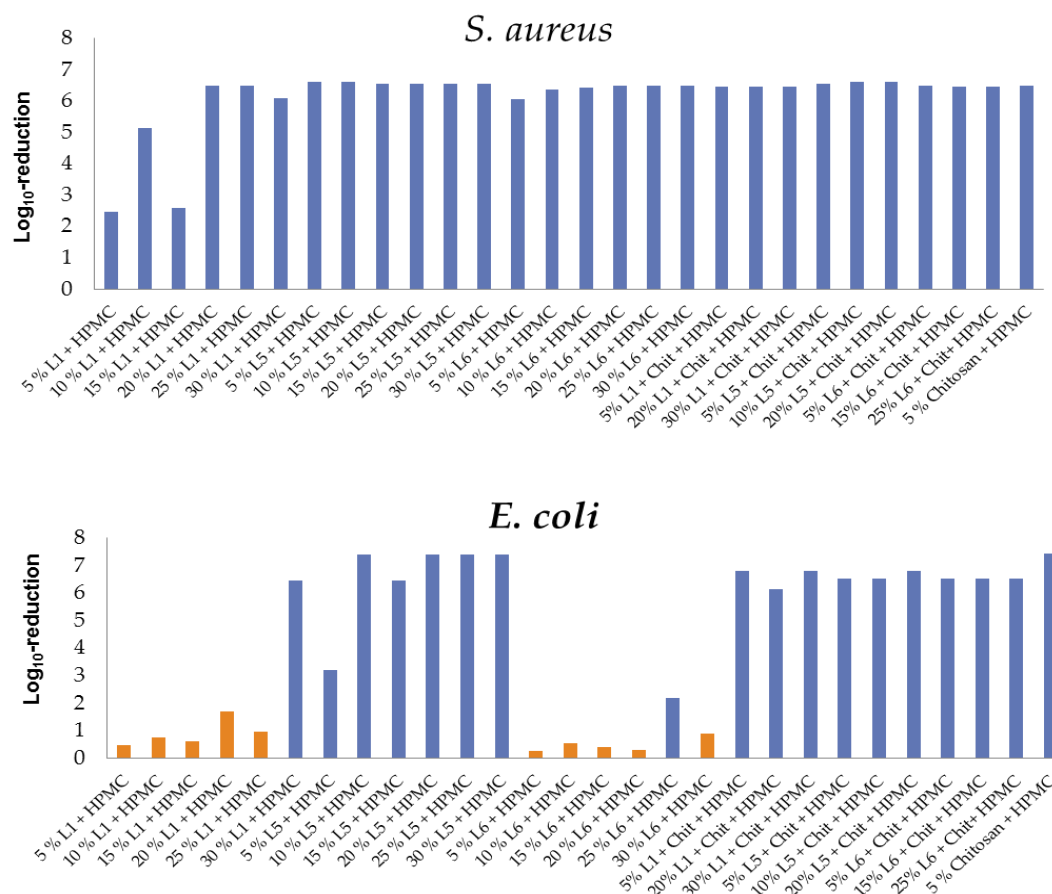 S. aureus
Log₁₀-reduction
8
7
6
5
4
3
2
1
0
5 % L1 + HPMC
10 % L1 + HPMC
15 % L1 + HPMC
20 % L1 + HPMC
25 % L1 + HPMC
30 % L1 + HPMC
5 % L5 + HPMC
10 % L5 + HPMC
15 % L5 + HPMC
20 % L5 + HPMC
25 % L5 + HPMC
30 % L5 + HPMC
5 % L6 + HPMC
10 % L6 + HPMC
15 % L6 + HPMC
20 % L6 + HPMC
25 % L6 + HPMC
30 % L6 + HPMC
5% L1 + Chit + HPMC
20% L1 + Chit + HPMC
30% L1 + Chit + HPMC
5% L5 + Chit + HPMC
10% L5 + Chit + HPMC
20% L5 + Chit + HPMC
5% L6 + Chit + HPMC
15% L6 + Chit + HPMC
25% L6 + Chit+ HPMC
5 % Chitosan + HPMC
E. coli
Log₁₀-reduction
8
7
6
5
4
3
2
1
0
5 % L1 + HPMC
10 % L1 + HPMC
15 % L1 + HPMC
20 % L1 + HPMC
25 % L1 + HPMC
30 % L1 + HPMC
5 % L5 + HPMC
10 % L5 + HPMC
15 % L5 + HPMC
20 % L5 + HPMC
25 % L5 + HPMC
30 % L5 + HPMC
5 % L6 + HPMC
10 % L6 + HPMC
15 % L6 + HPMC
20 % L6 + HPMC
25 % L6 + HPMC
30 % L6 + HPMC
5% L1 + Chit + HPMC
20% L1 + Chit + HPMC
30% L1 + Chit + HPMC
5% L5 + Chit + HPMC
10% L5 + Chit + HPMC
20% L5 + Chit + HPMC
5% L6 + Chit + HPMC
15% L6 + Chit + HPMC
25% L6 + Chit+ HPMC
5 % Chitosan + HPMC